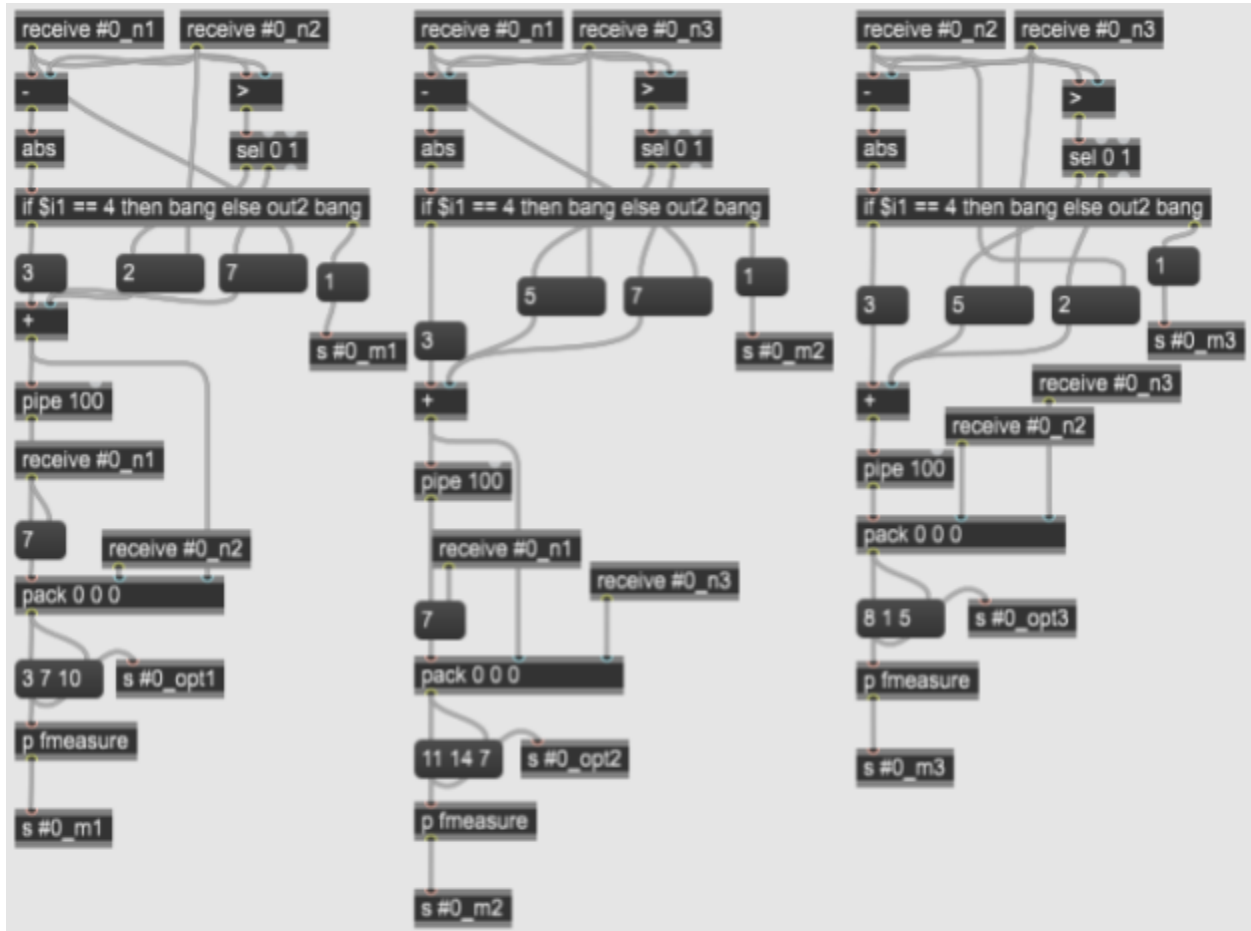 receive #0_n1
receive #0_n2
-
>
abs
sel 0 1
if $i1 == 4 then bang else out2 bang
3
2
7
1
+
s #0_m1
pipe 100
receive #0_n1
7
receive #0_n2
pack 0 0 0
3 7 10
s #0_opt1
p fmeasure
s #0_m1
receive #0_n1
receive #0_n3
-
>
abs
sel 0 1
if $i1 == 4 then bang else out2 bang
5
7
1
3
s #0_m2
+
pipe 100
receive #0_n1
receive #0_n3
7
pack 0 0 0
11 14 7
s #0_opt2
p fmeasure
s #0_m2
receive #0_n2
receive #0_n3
-
>
abs
sel 0 1
if $i1 == 4 then bang else out2 bang
1
3
5
2
s #0_m3
receive #0_n3
+
receive #0_n2
pipe 100
pack 0 0 0
8 1 5
s #0_opt3
p fmeasure
s #0_m3